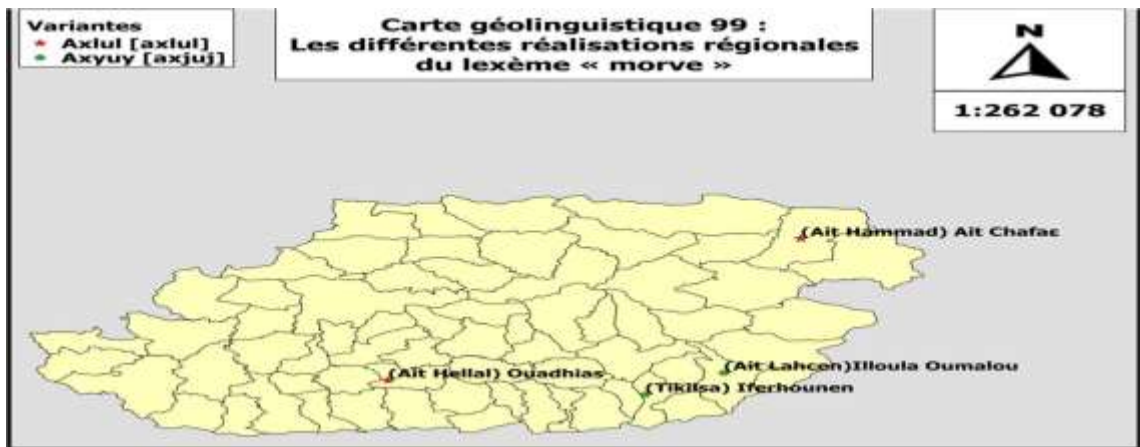 Variantes
Axlul [axlul]
Axyuy [axjuj]
Carte géolinguistique 99 :
Les différentes réalisations régionales
du lexème « morve »
N
1:262 078
(Ait Hammad) Ait Chafaɛ
(Ait Hellal) Ouadhias
(Ait Lahcen)Illoula Oumalou
(Tikilsa) Iferhounen